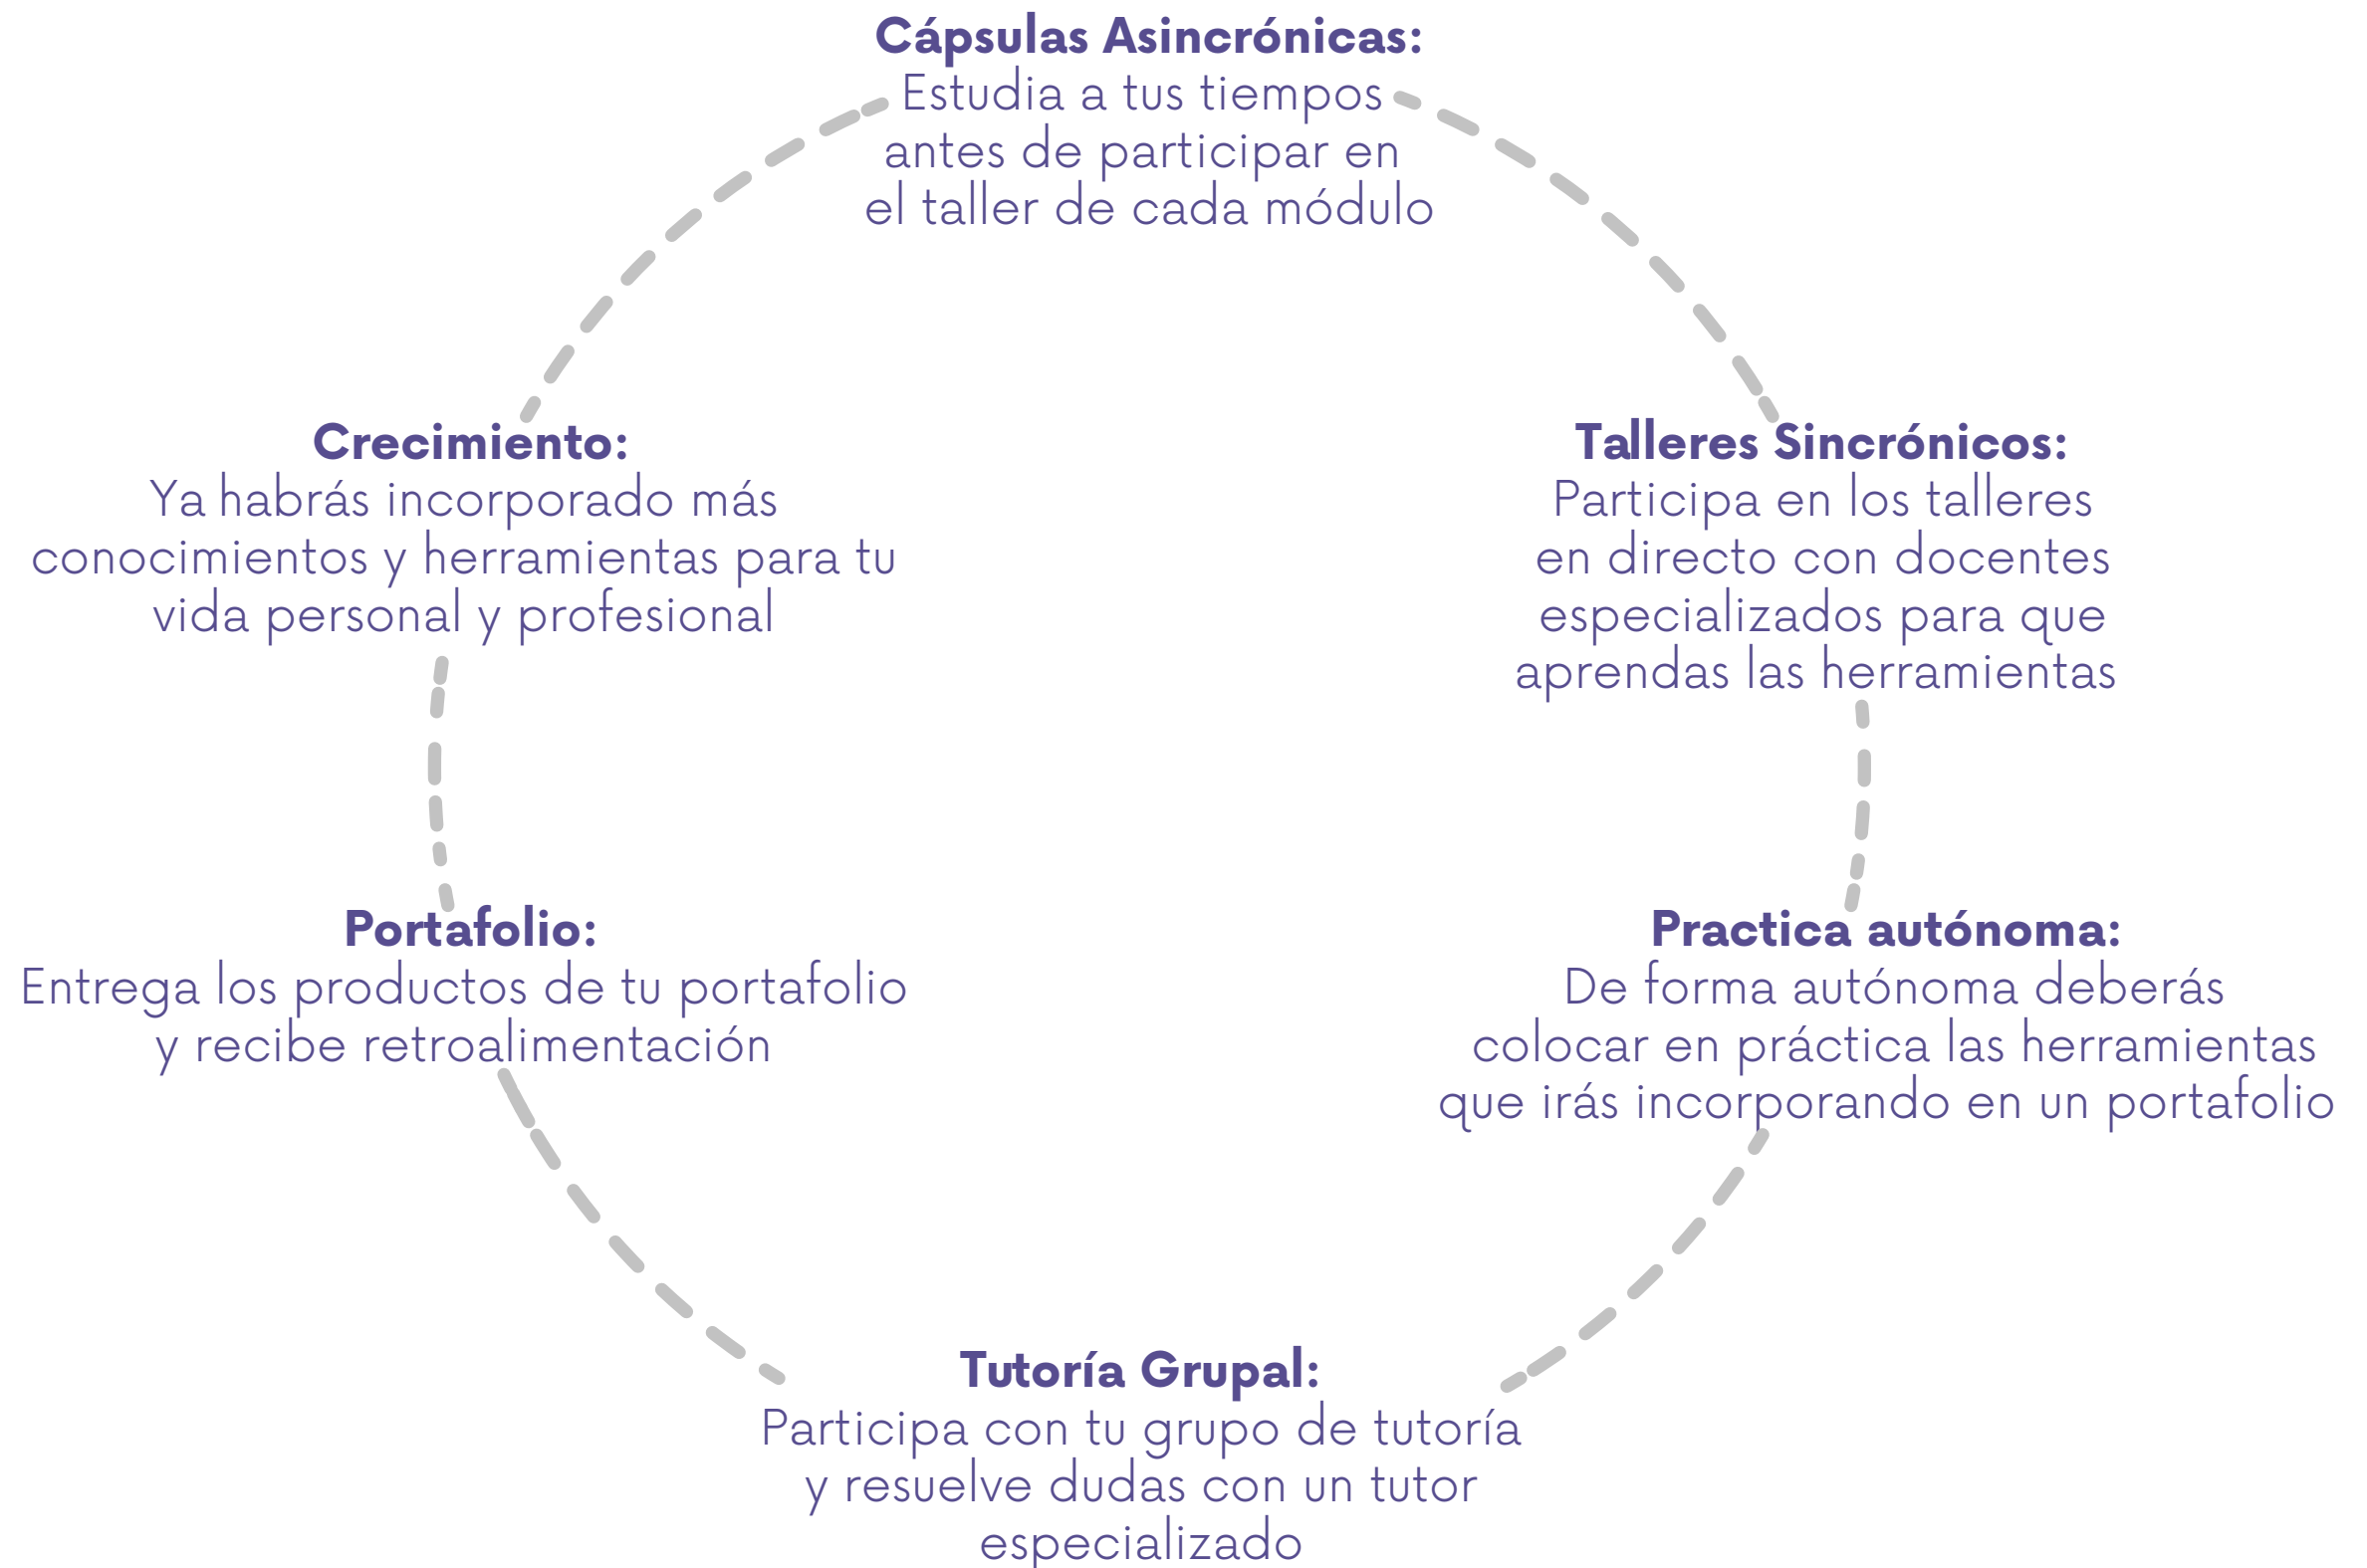 Cápsulas Asincrónicas:
Estudia a tus tiempos
antes de participar en
el taller de cada módulo
Talleres Sincrónicos:
Participa en los talleres
en directo con docentes
especializados para que
aprendas las herramientas
Practica autónoma:
De forma autónoma deberás
colocar en práctica las herramientas
que irás incorporando en un portafolio
Tutoría Grupal:
Participa con tu grupo de tutoría
y resuelve dudas con un tutor
especializado
Portafolio:
Entrega los productos de tu portafolio
y recibe retroalimentación
Crecimiento:
Ya habrás incorporado más
conocimientos y herramientas para tu
vida personal y profesional